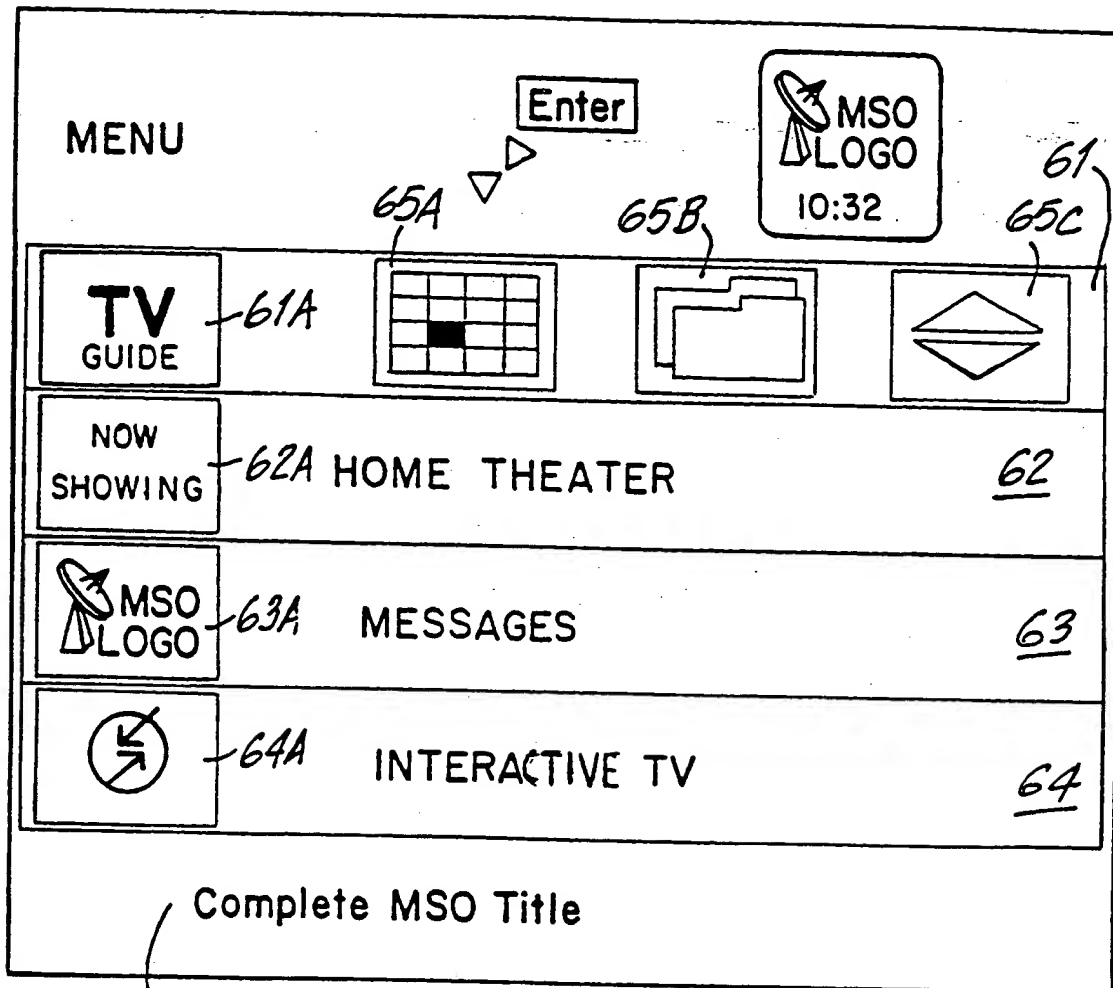 Enter
MENU
MSO
LOGO
10:32
61
65A
65B
65C
TV
GUIDE
61A
NOW
SHOWING
62A
HOME THEATER
62
MSO
LOGO
63A
MESSAGES
63
64A
INTERACTIVE TV
64
Complete MSO Title